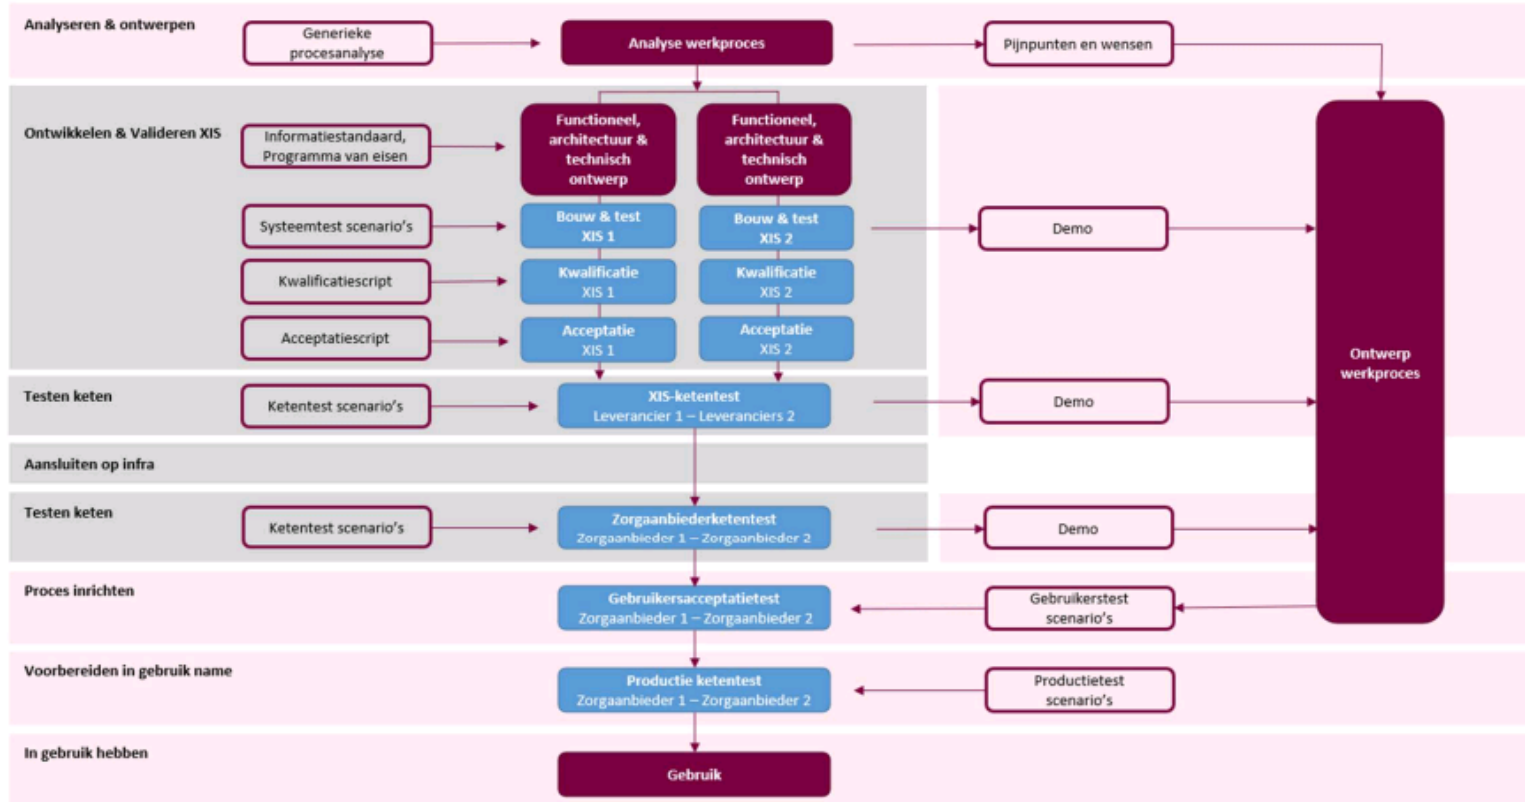 Analyseren & ontwerpen
Generieke
procesanalyse
Analyse werkproces
Pijnpunten en wensen
Ontwikkelen & Valideren XIS
Informatiestandaard,
Programma van eisen
Functioneel,
architectuur &
technisch
ontwerp
Functioneel,
architectuur &
technisch
ontwerp
Systeemtest scenario's
Bouw & test
XIS 1
Bouw & test
XIS 2
Demo
Kwalificatiescript
Kwalificatie
XIS 1
Kwalificatie
XIS 2
Acceptatiescript
Acceptatie
XIS 1
Acceptatie
XIS 2
Ontwerp
werkproces
Testen keten
Ketentest scenario's
XIS-ketentest
Leverancier 1 – Leveranciers 2
Demo
Aansluiten op infra
Testen keten
Ketentest scenario's
Zorgaanbiederketentest
Zorgaanbieder 1 – Zorgaanbieder 2
Demo
Proces inrichten
Gebruikersacceptatietest
Zorgaanbieder 1 – Zorgaanbieder 2
Gebruikerstest
scenario's
Voorbereiden in gebruik name
Productie ketentest
Zorgaanbieder 1 – Zorgaanbieder 2
Productietest
scenario's
In gebruik hebben
Gebruik